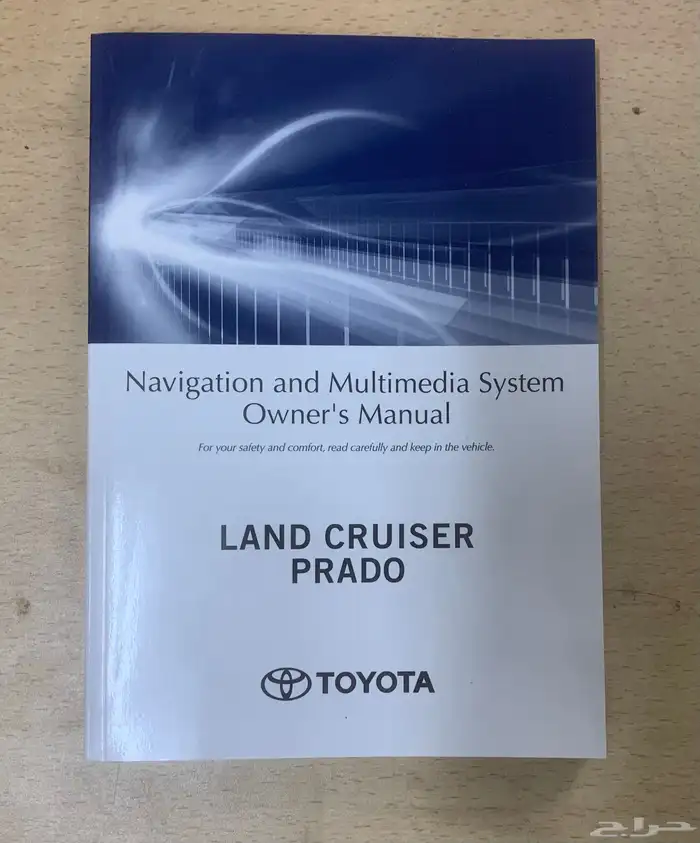 Navigation and Multimedia System
Owner's Manual
For your safety and comfort, read carefully and keep in the vehicle.
LAND CRUISER
PRADO
TOYOTA
حراج